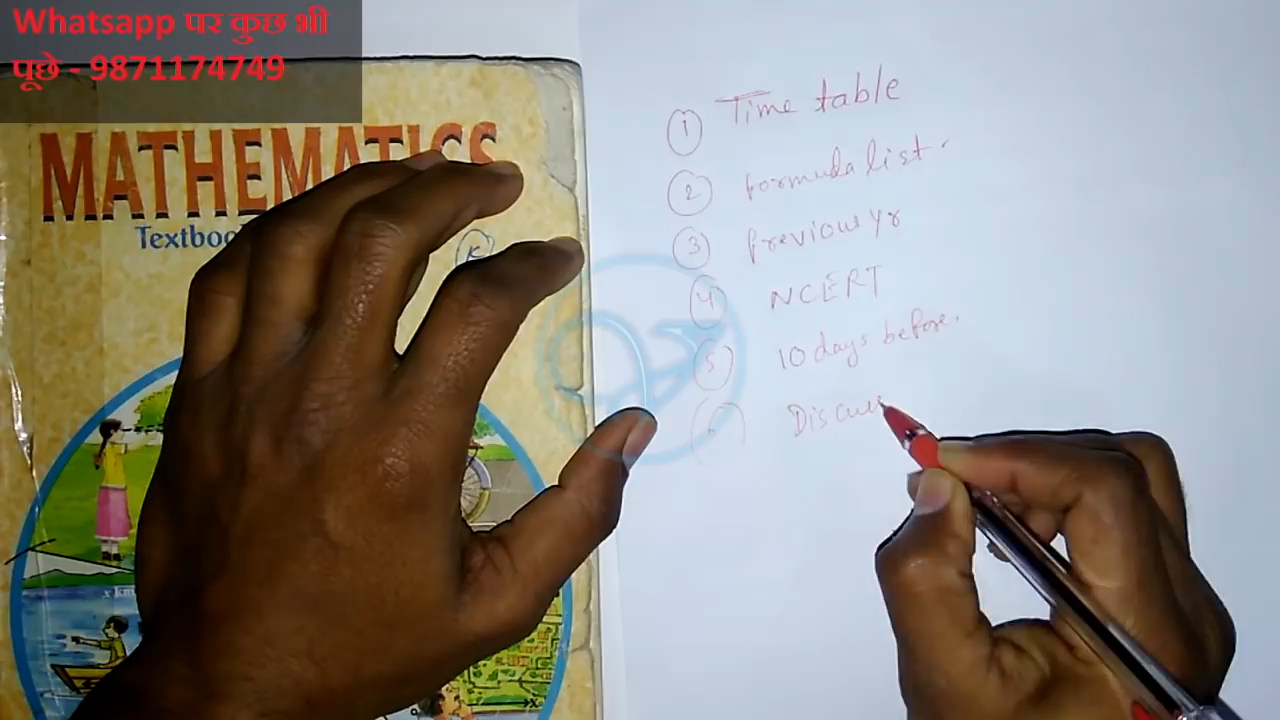 Whatsapp पर कुछ भी
पूछे - 9871174749
MATHEMATICS
1 Time table
2 formula list.
3 Previous yr
4 NCERT
5 10 days before.
6 Discus